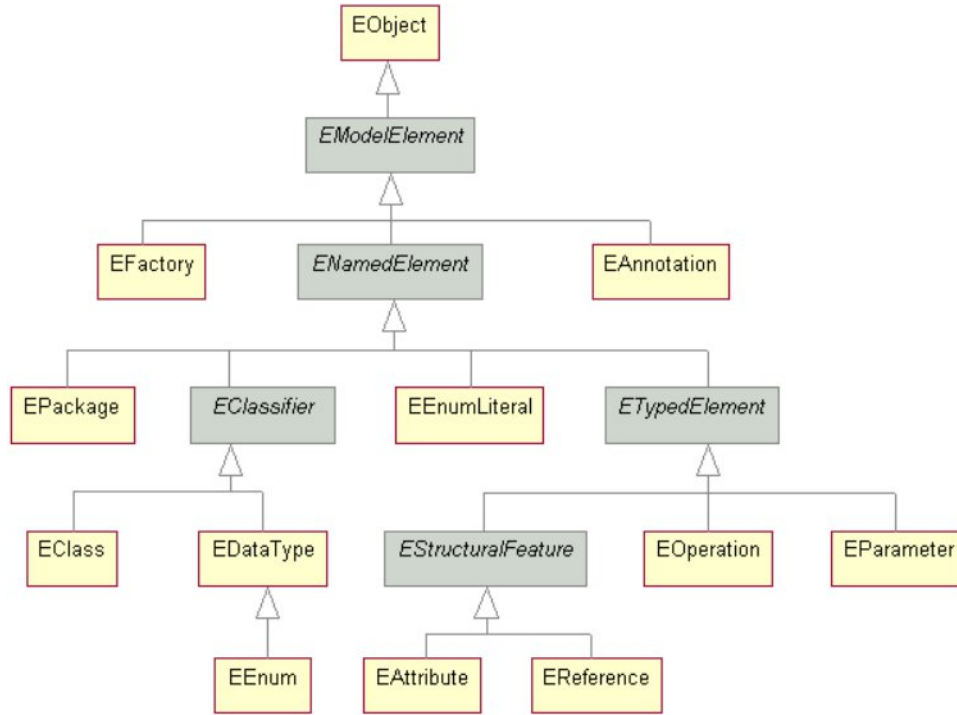 EObject
EModelElement
EFactory
ENamedElement
EAnnotation
EPackage
EClassifier
EEnumLiteral
ETypedElement
EClass
EDataType
EStructuralFeature
EOperation
EParameter
EEnum
EAttribute
EReference